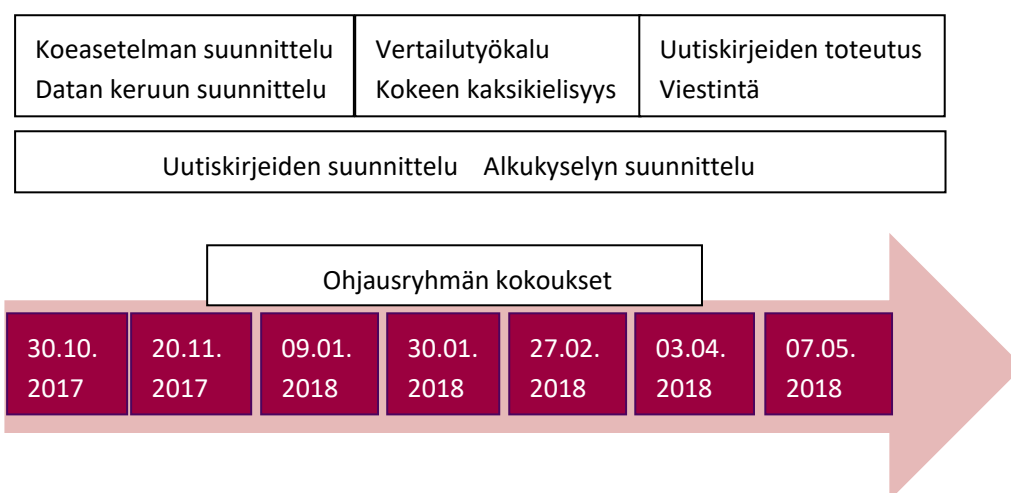 Koeasetelman suunnittelu
Datan keruun suunnittelu
Vertailutyökalu
Kokeen kaksikielisyys
Uutiskirjeiden toteutus
Viestintä
Uutiskirjeiden suunnittelu Alkukyselyn suunnittelu
Ohjausryhmän kokoukset
30.10.
2017
20.11.
2017
09.01.
2018
30.01.
2018
27.02.
2018
03.04.
2018
07.05.
2018